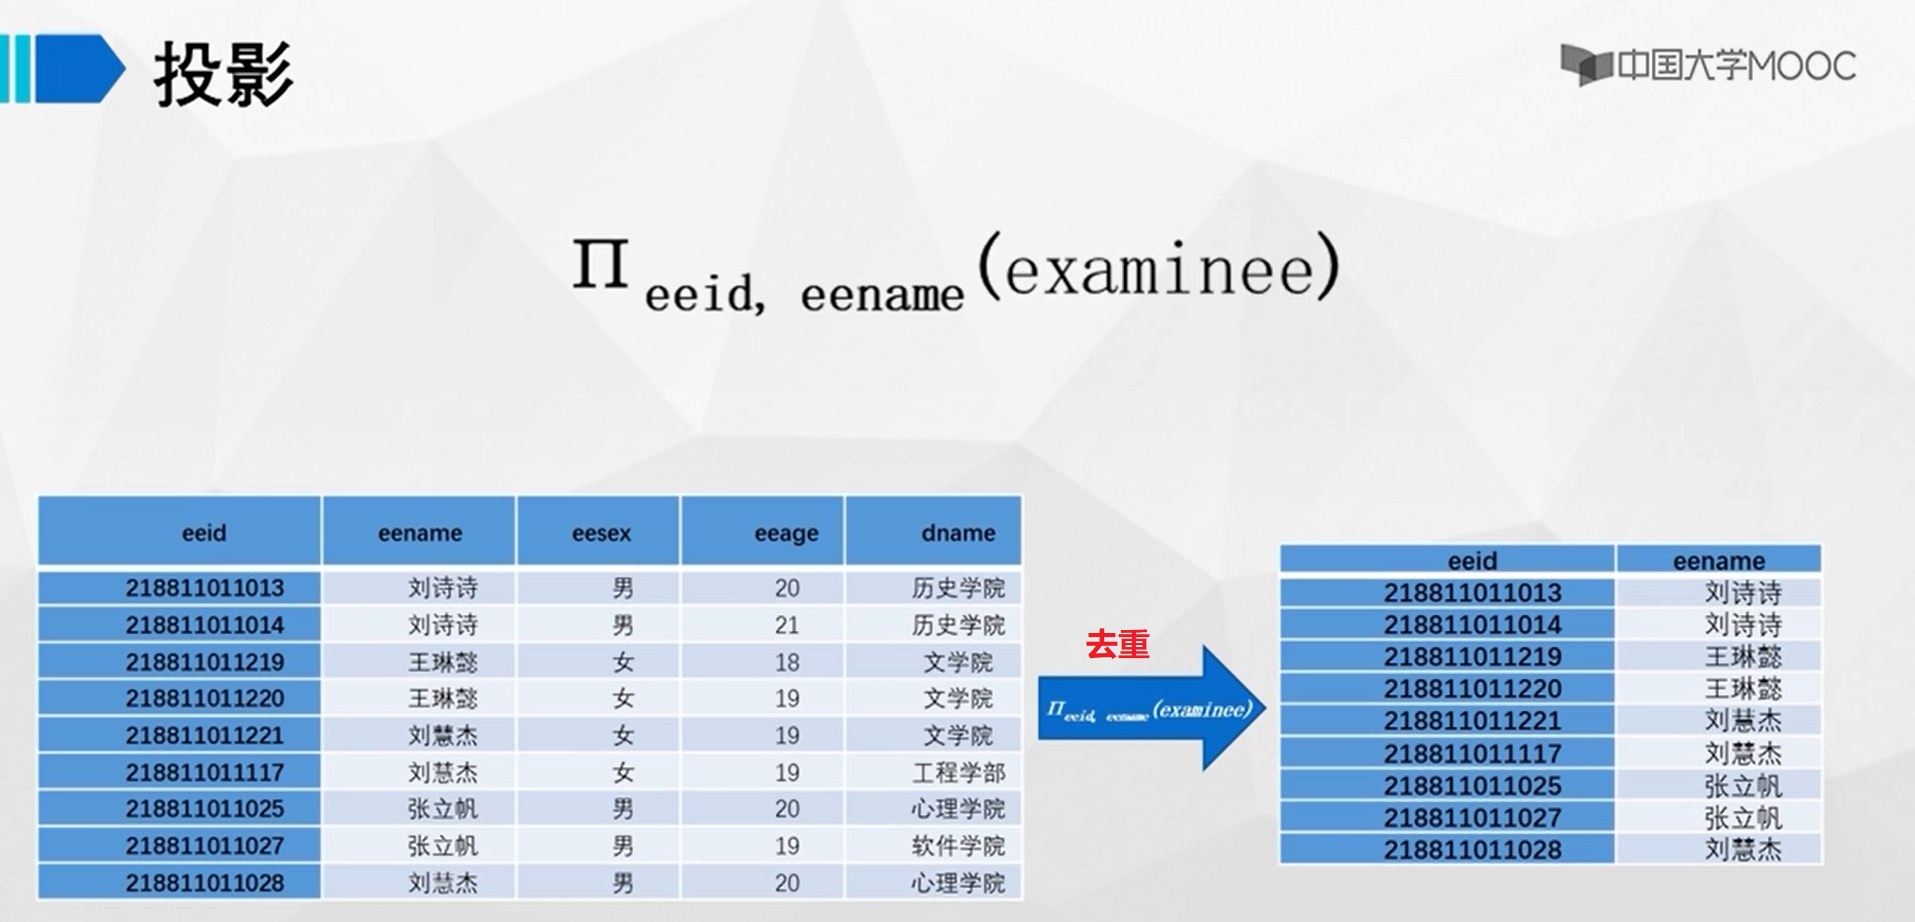 投影
中国大学MOOC
Π eeid, eename (examinee)
eeid eename eesex eeage dname
218811011013 刘诗诗 男 20 历史学院
218811011014 刘诗诗 男 21 历史学院
218811011219 王琳懿 女 18 文学院
218811011220 王琳懿 女 19 文学院
218811011221 刘慧杰 女 19 文学院
218811011117 刘慧杰 女 19 工程学部
218811011025 张立帆 男 20 心理学院
218811011027 张立帆 男 19 软件学院
218811011028 刘慧杰 男 20 心理学院
去重
Π eeid, eename (examinee)
eeid eename
218811011013 刘诗诗
218811011014 刘诗诗
218811011219 王琳懿
218811011220 王琳懿
218811011221 刘慧杰
218811011117 刘慧杰
218811011025 张立帆
218811011027 张立帆
218811011028 刘慧杰